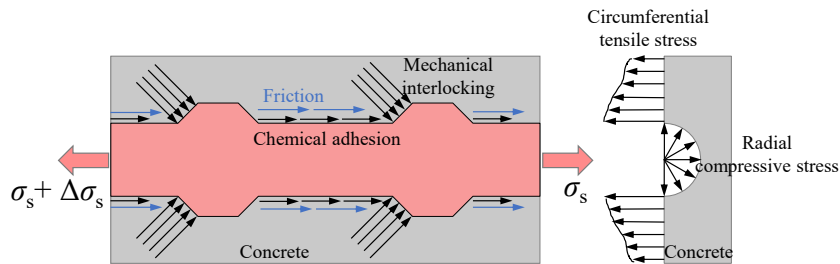 Circumferential
tensile stress
Mechanical
interlocking
Friction
Chemical adhesion
Radial
compressive stress
σs + Δσs
σs
Concrete
Concrete